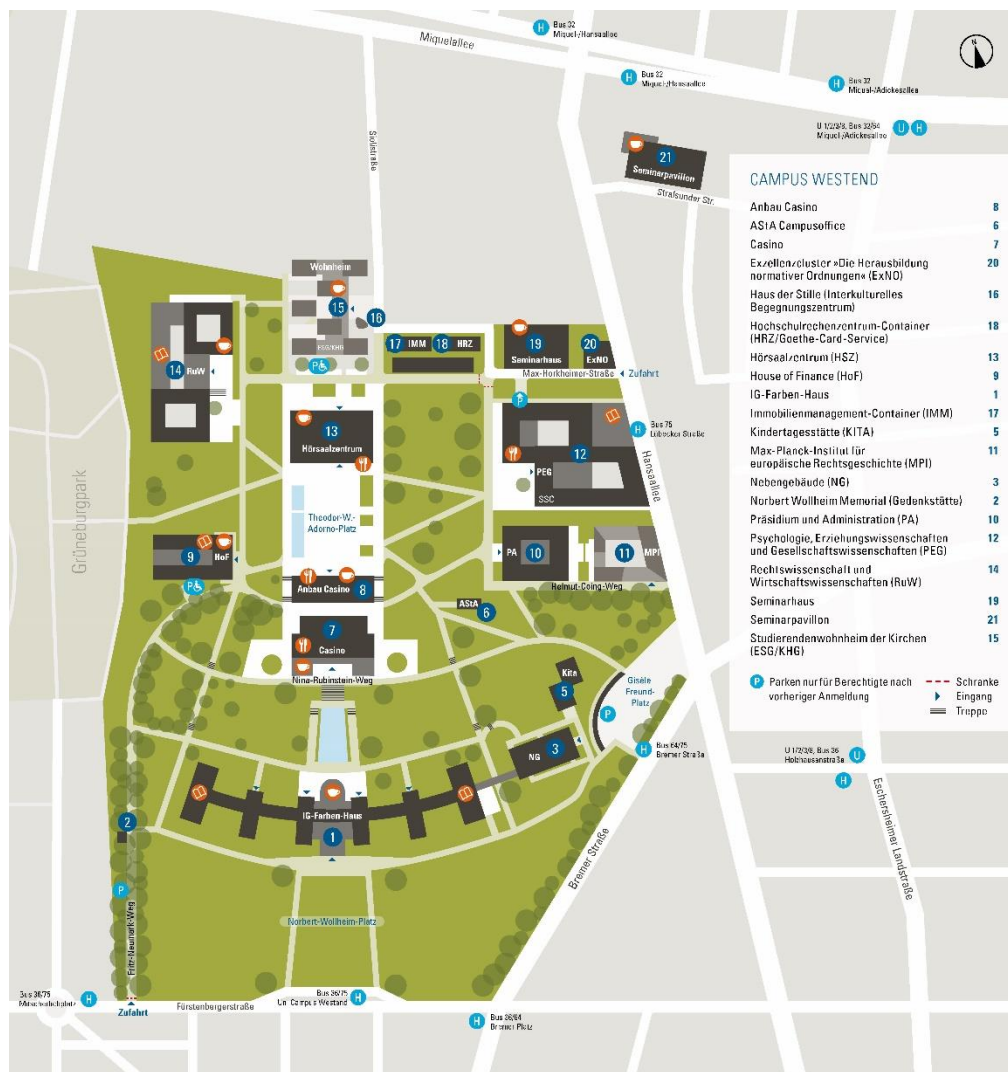 Bus 32
Miquel-/Hansaallee
Miquelallee
Bus 32
Miquel-/Hansaallee
Bus 32
Miquel-/Adickesallee
N
U 1/2/3/8, Bus 32/64
Miquel-/Adickesallee
U
H
H
H
H
Siolistraße
21
Seminarpavillon
Stralsunder Str.
CAMPUS WESTEND
Anbau Casino 8
AStA Campusoffice 6
Casino 7
Exzellenzcluster »Die Herausbildung
normativer Ordnungen« (ExNO) 20
Haus der Stille (Interkulturelles
Begegnungszentrum) 16
Hochschulrechenzentrum-Container
(HRZ/Goethe-Card-Service) 18
Hörsaalzentrum (HSZ) 13
House of Finance (HoF) 9
IG-Farben-Haus 1
Immobilienmanagement-Container (IMM) 17
Kindertagesstätte (KITA) 5
Max-Planck-Institut für
europäische Rechtsgeschichte (MPI) 11
Nebengebäude (NG) 3
Norbert Wollheim Memorial (Gedenkstätte) 2
Präsidium und Administration (PA) 10
Psychologie, Erziehungswissenschaften
und Gesellschaftswissenschaften (PEG) 12
Rechtswissenschaft und
Wirtschaftswissenschaften (RuW) 14
Seminarhaus 19
Seminarpavillon 21
Studierendenwohnheim der Kirchen
(ESG/KHG) 15
P Parken nur für Berechtigte nach
vorheriger Anmeldung
Schranke
Eingang
Treppe
Wohnheim
15
16
ESG/KHG
P
17 IMM 18 HRZ
19
Seminarhaus
20
ExNO
Max-Horkheimer-Straße
Zufahrt
14 RuW
P
13
Hörsaalzentrum
12
PEG
SSC
H
Bus 75
Lübecker Straße
Hansaallee
Grüneburgpark
Theodor-W.-
Adorno-Platz
9
HoF
P
PA
10
11
MPI
Helmut-Coing-Weg
Anbau Casino
8
AStA
6
7
Casino
Nina-Rubinstein-Weg
Kita
5
Gisèle
Freund-
Platz
P
NG
3
H
Bus 64/75
Bremer Straße
U 1/2/3/8, Bus 36
Holzhausenstraße
U
H
Eschersheimer Landstraße
IG-Farben-Haus
1
2
P
Bremer Straße
Norbert-Wollheim-Platz
Fritz-Neumark-Weg
H
Bus 36/75
Uni Campus Westend
H
Zufahrt
Fürstenbergerstraße
H
Bus 36/64
Bremer Platz